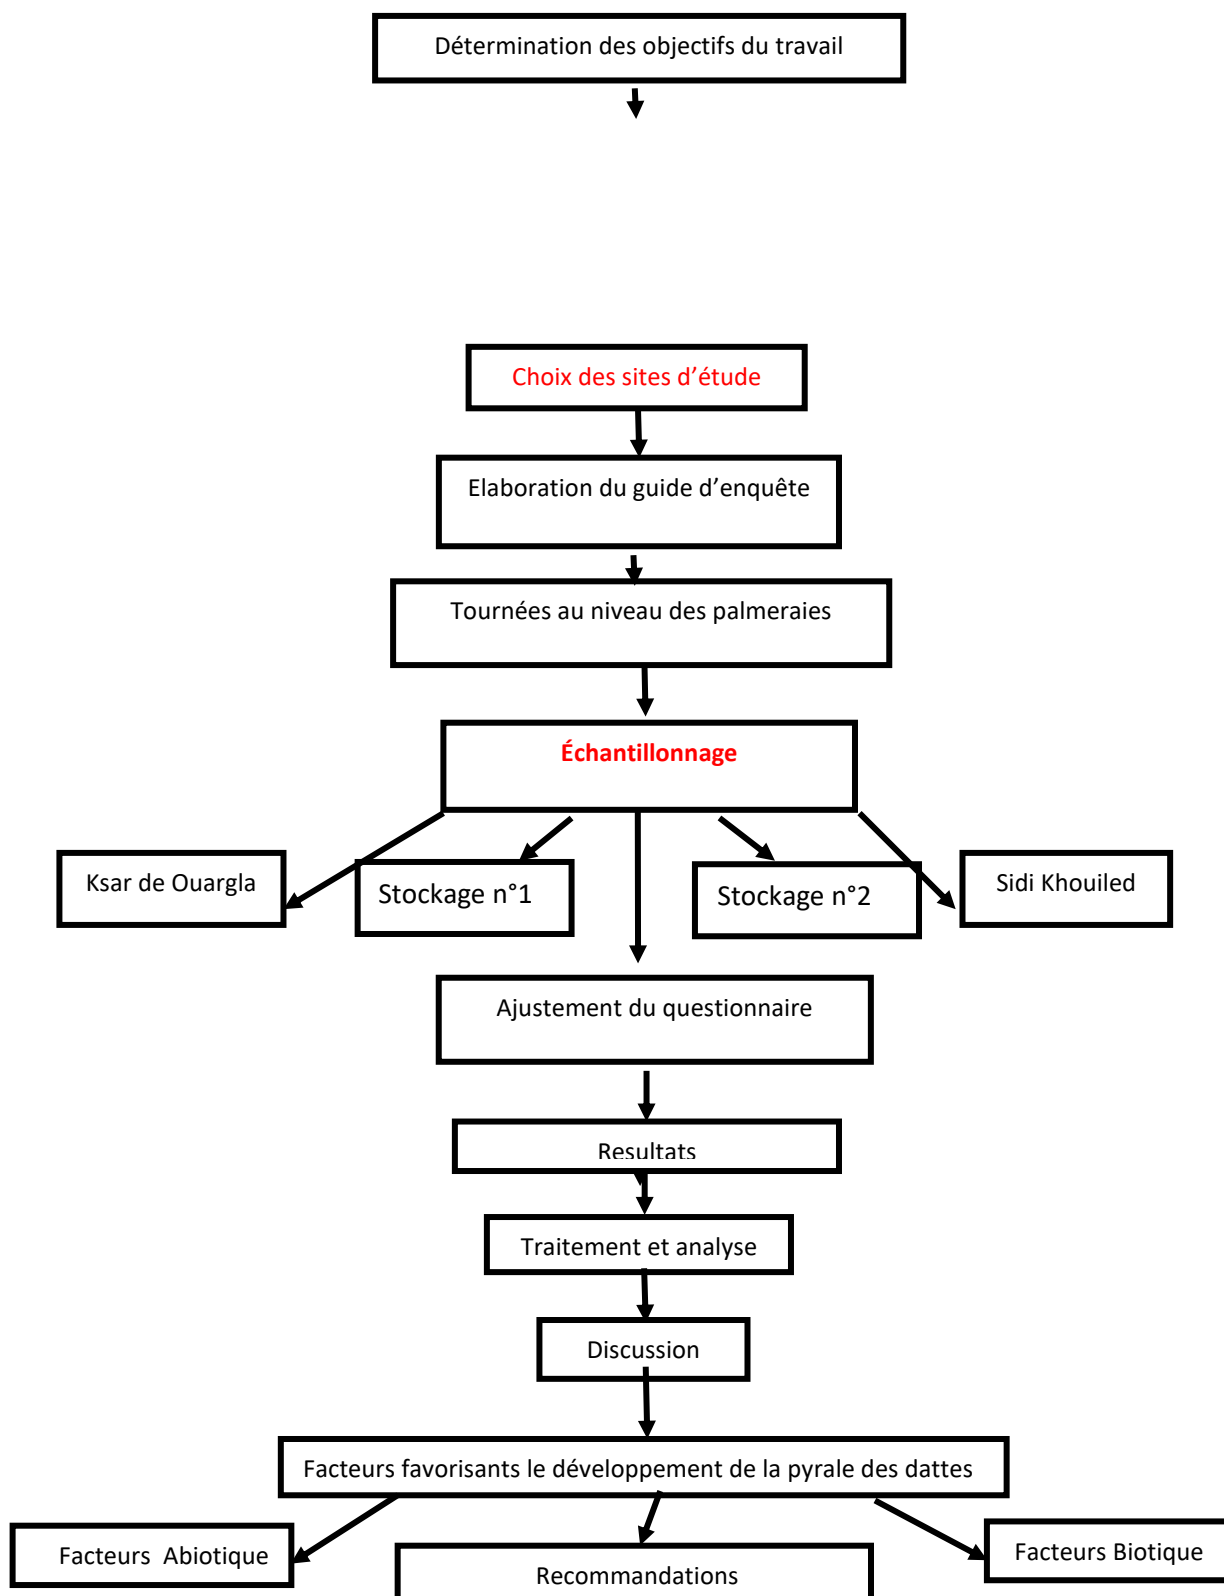 Détermination des objectifs du travail
Choix des sites d’étude
Elaboration du guide d’enquête
Tournées au niveau des palmeraies
Échantillonnage
Ksar de Ouargla
Stockage n°1
Stockage n°2
Sidi Khouiled
Ajustement du questionnaire
Resultats
Traitement et analyse
Discussion
Facteurs favorisants le développement de la pyrale des dattes
Facteurs Abiotique
Recommandations
Facteurs Biotique